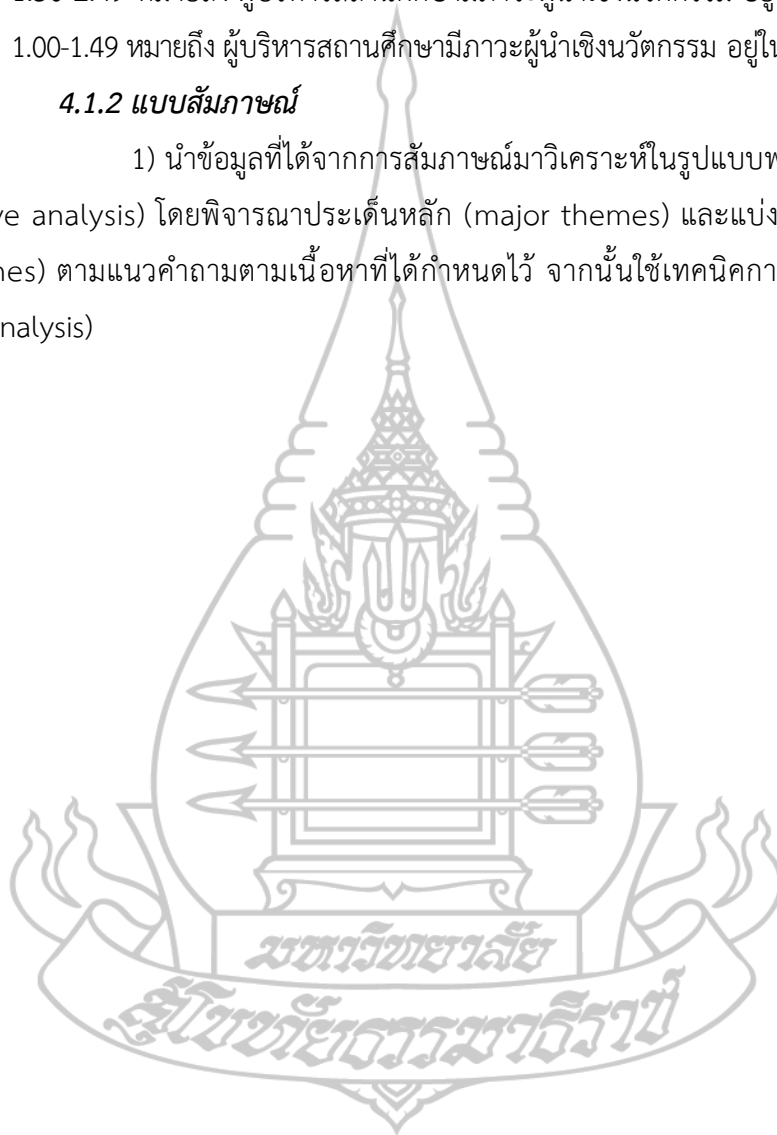 1.00-1.49 หมายถึง ผู้บริหารสถานศึกษามีภาวะผู้นำเชิงนวัตกรรม อยู่ใน
4.1.2 แบบสัมภาษณ์
1) นำข้อมูลที่ได้จากการสัมภาษณ์มาวิเคราะห์ในรูปแบบ
analysis) โดยพิจารณาประเด็นหลัก (major themes) และแบ่ง
ตามแนวคำถามตามเนื้อหาที่ได้กำหนดไว้ จากนั้นใช้เทคนิคกา
nalysis)
มหาวิทยาลัย
สุโขทัยธรรมาธิราช